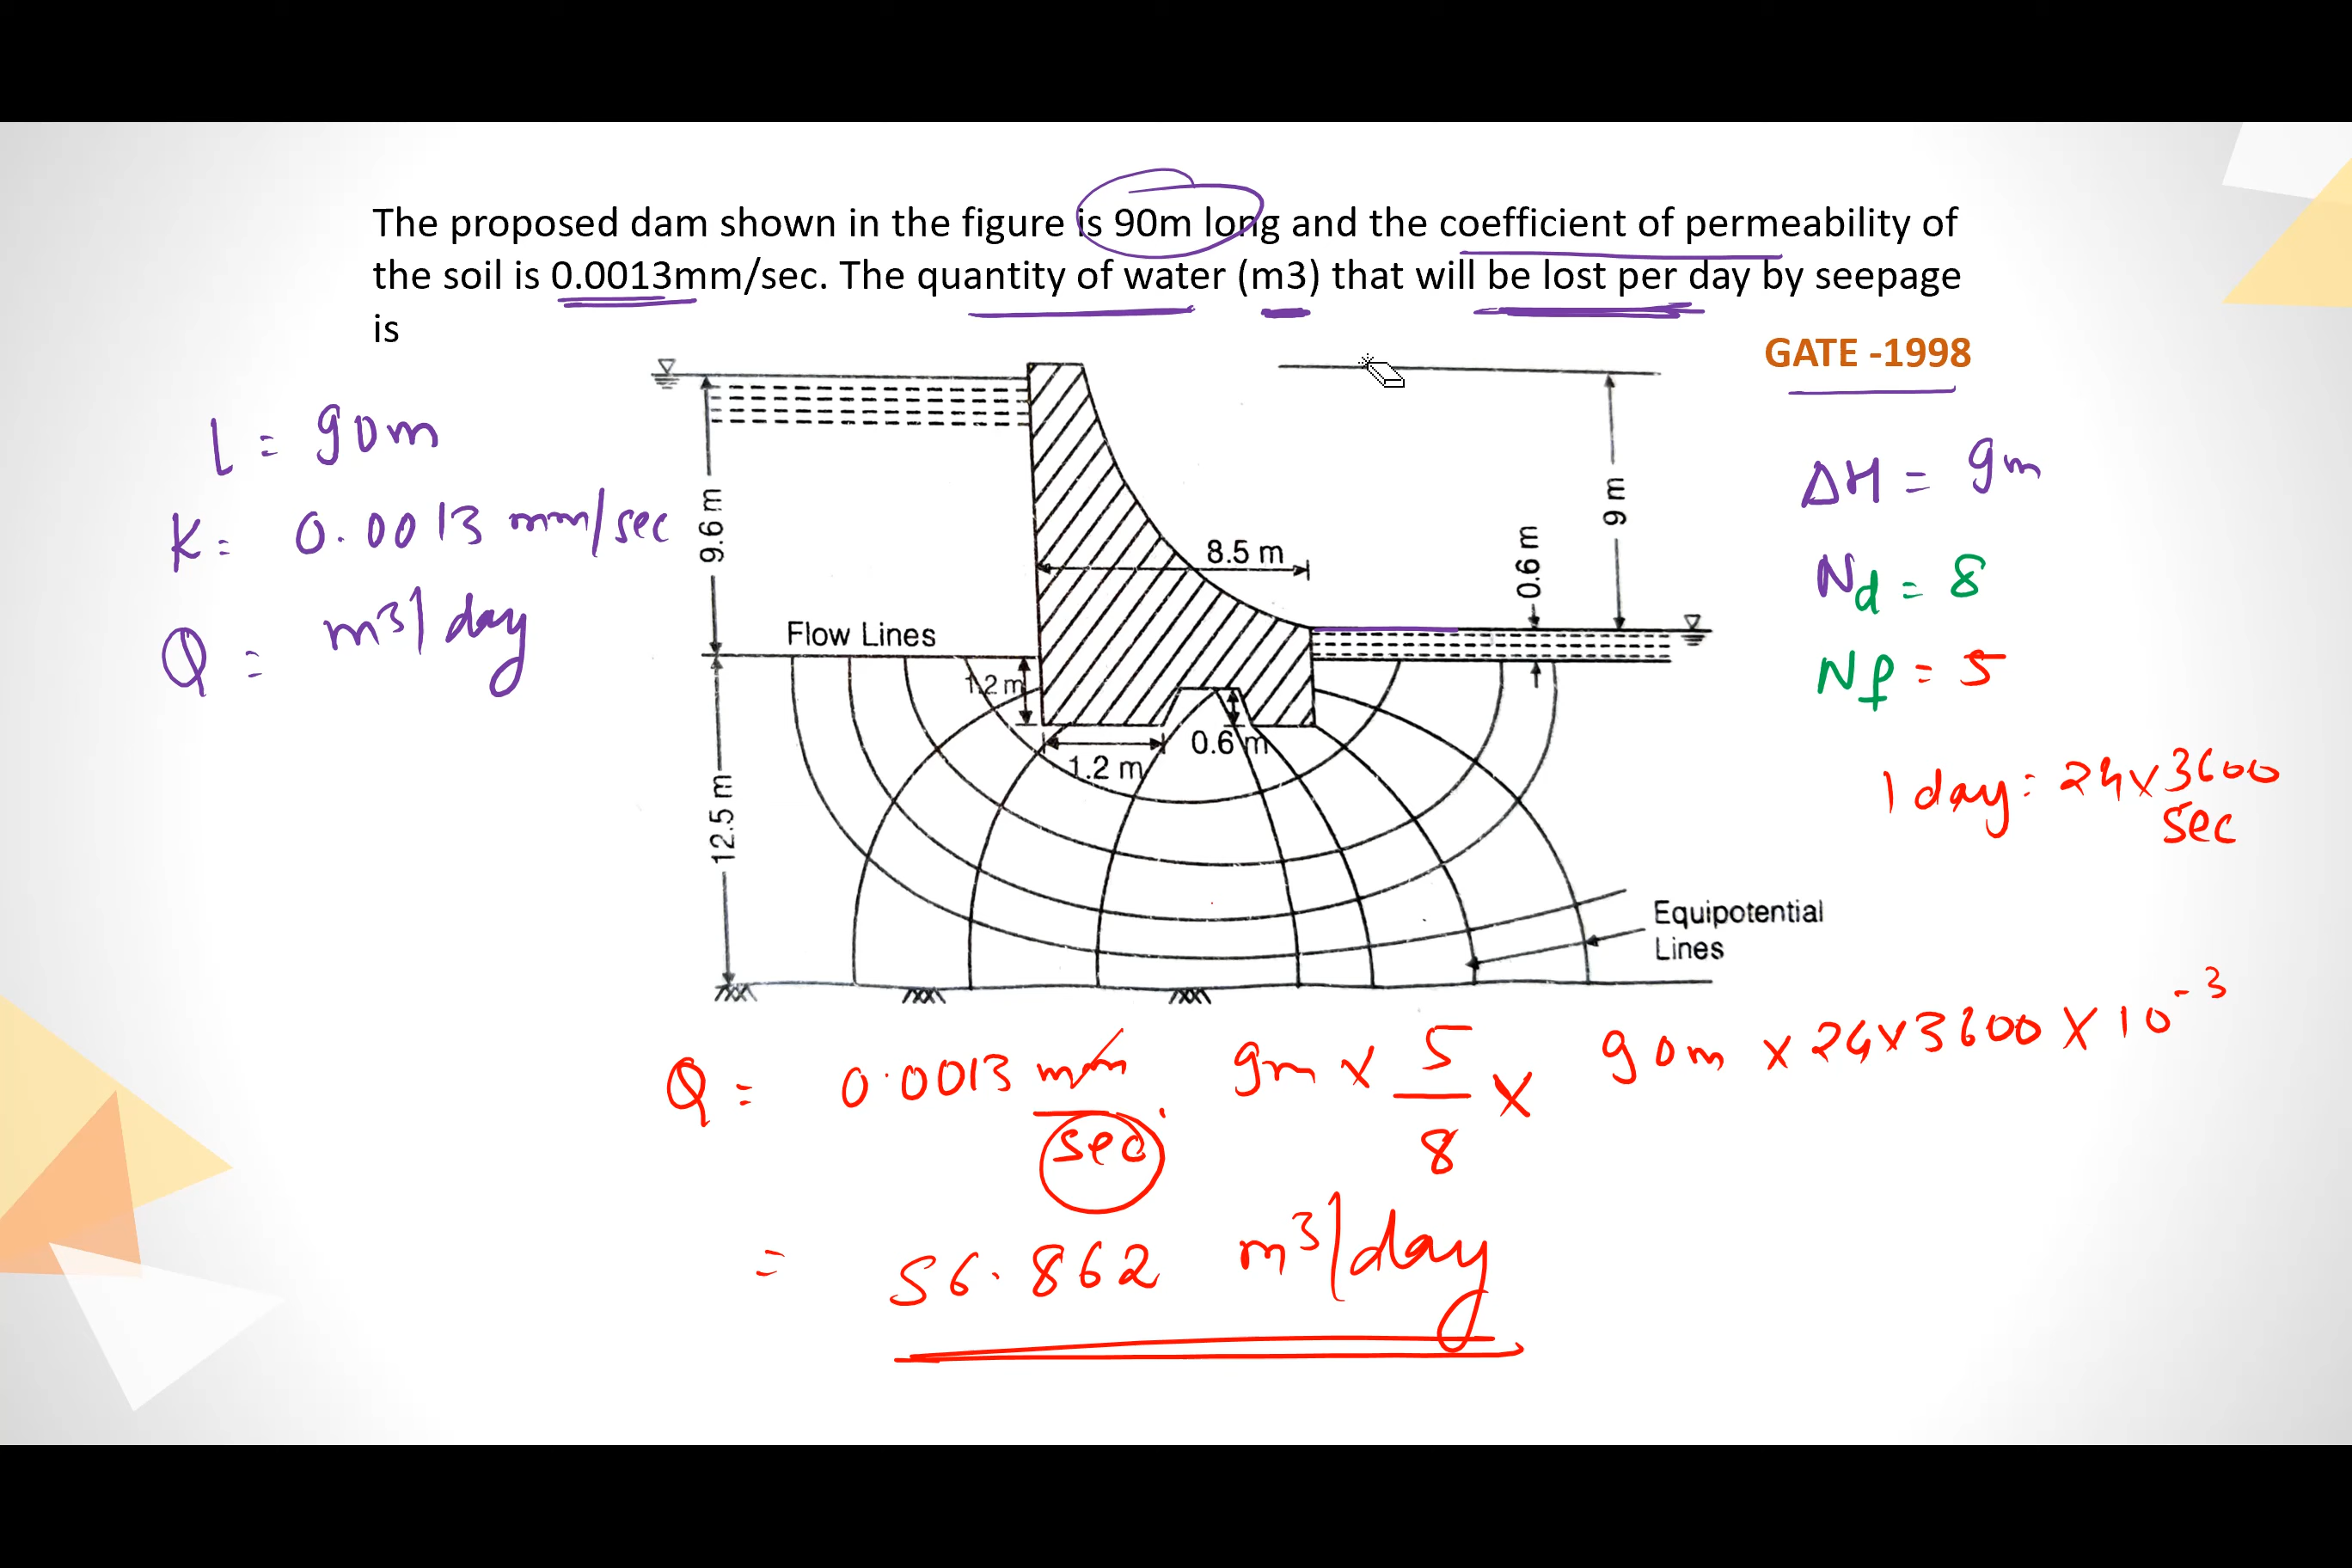 The proposed dam shown in the figure is 90m long and the coefficient of permeability of
the soil is 0.0013mm/sec. The quantity of water (m3) that will be lost per day by seepage
is
GATE -1998
L = 90m
K = 0.0013 mm/sec
Q = m³/day
9.6 m
Flow Lines
1.2 m
12.5 m
8.5 m
1.2 m
0.6 m
0.6 m
9 m
Equipotential
Lines
ΔH = 9m
Nd = 8
Nf = 5
1 day = 24 x 3600
sec
Q = 0.0013 mm/sec. 9m x 5/8 x 90m x 24 x 3600 x 10⁻³
= 56.862 m³/day